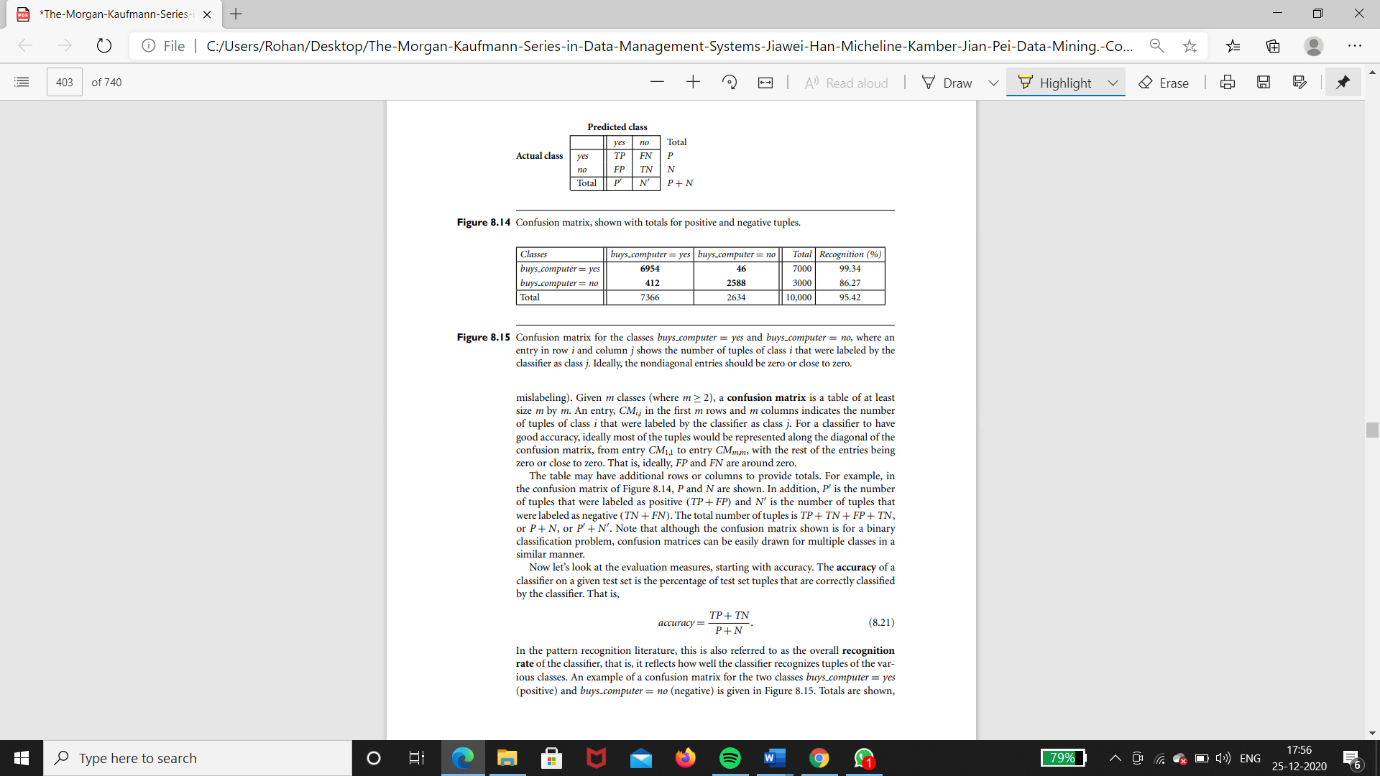 *The-Morgan-Kaufmann-Series-
File | C:/Users/Rohan/Desktop/The-Morgan-Kaufmann-Series-in-Data-Management-Systems-Jiawei-Han-Micheline-Kamber-Jian-Pei-Data-Mining.-Co...
403 of 740
Read aloud
Draw
Highlight
Erase
Predicted class
yes no Total
Actual class yes TP FN P
no FP TN N
Total P′ N′ P + N
Figure 8.14 Confusion matrix, shown with totals for positive and negative tuples.
Classes buys_computer = yes buys_computer = no Total Recognition (%)
buys_computer = yes 6954 46 7000 99.34
buys_computer = no 412 2588 3000 86.27
Total 7366 2634 10,000 95.42
Figure 8.15 Confusion matrix for the classes buys_computer = yes and buys_computer = no, where an
entry in row i and column j shows the number of tuples of class i that were labeled by the
classifier as class j. Ideally, the nondiagonal entries should be zero or close to zero.
mislabeling). Given m classes (where m ≥ 2), a confusion matrix is a table of at least
size m by m. An entry, CMi,j in the first m rows and m columns indicates the number
of tuples of class i that were labeled by the classifier as class j. For a classifier to have
good accuracy, ideally most of the tuples would be represented along the diagonal of the
confusion matrix, from entry CM1,1 to entry CMm,m, with the rest of the entries being
zero or close to zero. That is, ideally, FP and FN are around zero.
The table may have additional rows or columns to provide totals. For example, in
the confusion matrix of Figure 8.14, P and N are shown. In addition, P′ is the number
of tuples that were labeled as positive (TP + FP) and N′ is the number of tuples that
were labeled as negative (TN + FN). The total number of tuples is TP + TN + FP + TN,
or P + N, or P′ + N′. Note that although the confusion matrix shown is for a binary
classification problem, confusion matrices can be easily drawn for multiple classes in a
similar manner.
Now let's look at the evaluation measures, starting with accuracy. The accuracy of a
classifier on a given test set is the percentage of test set tuples that are correctly classified
by the classifier. That is,
accuracy = TP + TN / P + N. (8.21)
In the pattern recognition literature, this is also referred to as the overall recognition
rate of the classifier, that is, it reflects how well the classifier recognizes tuples of the var-
ious classes. An example of a confusion matrix for the two classes buys_computer = yes
(positive) and buys_computer = no (negative) is given in Figure 8.15. Totals are shown,
Type here to search
79%
ENG
17:56
25-12-2020
1
6